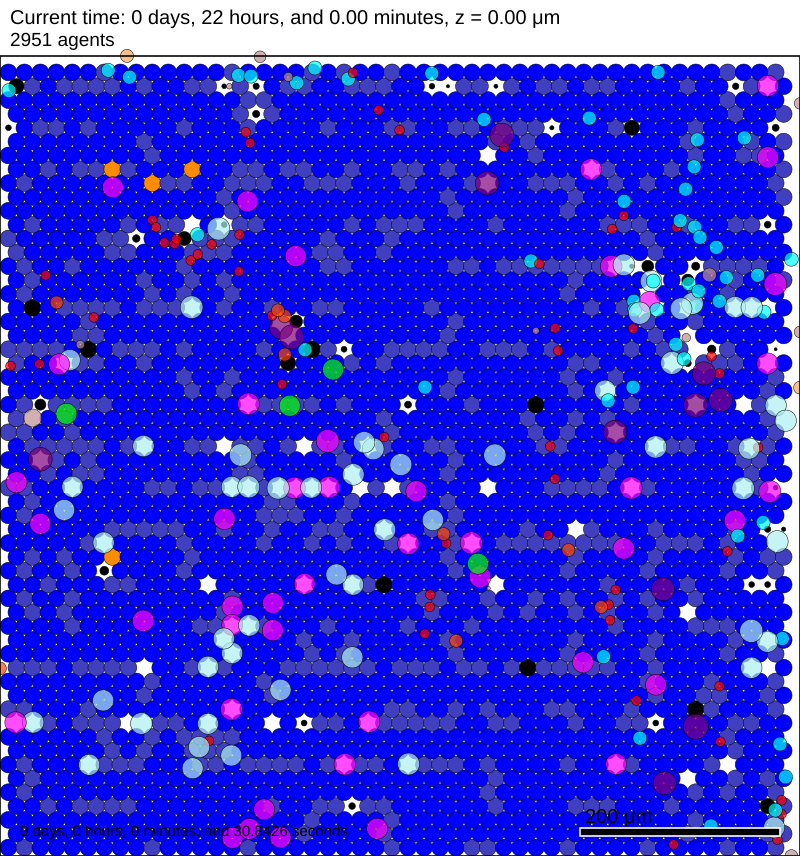 Current time: 0 days, 22 hours, and 0.00 minutes, z = 0.00 μm
2951 agents
200 μm
0 days, 0 hours, 0 minutes, and 30.8426 seconds